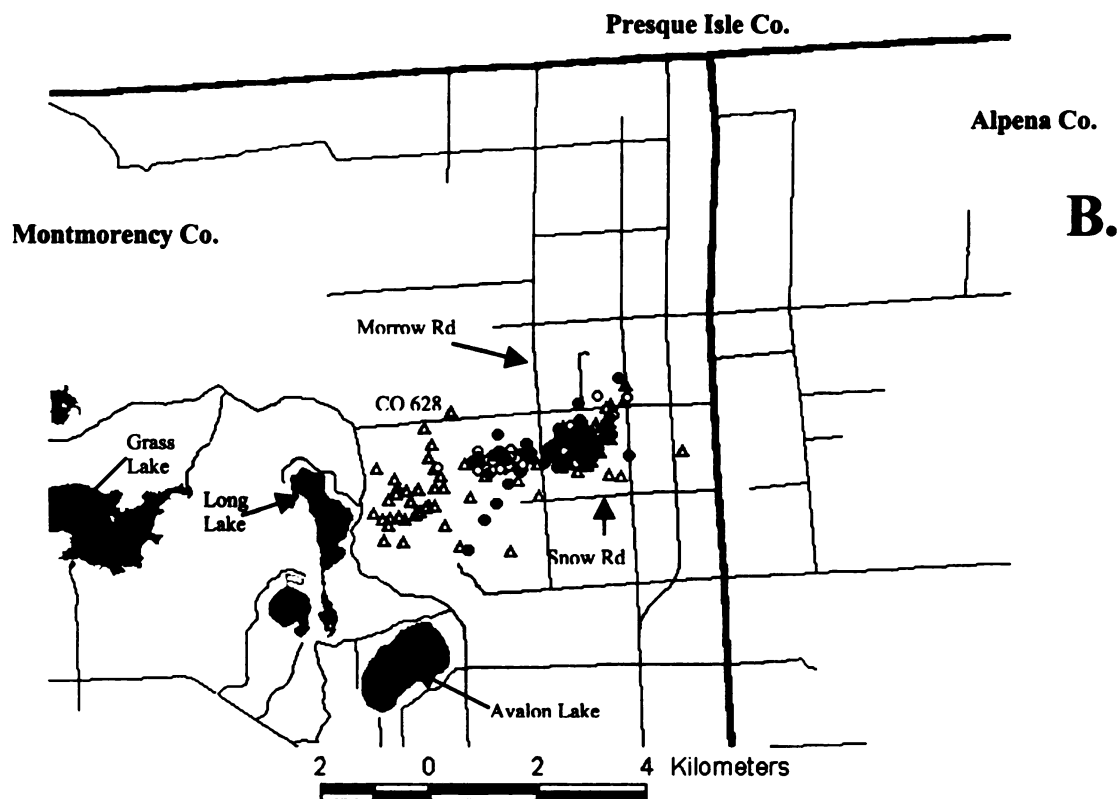 Presque Isle Co.
Alpena Co.
B.
Montmorency Co.
Morrow Rd
CO 628
Grass
Lake
Long
Lake
Snow Rd
Avalon Lake
2 0 2 4 Kilometers